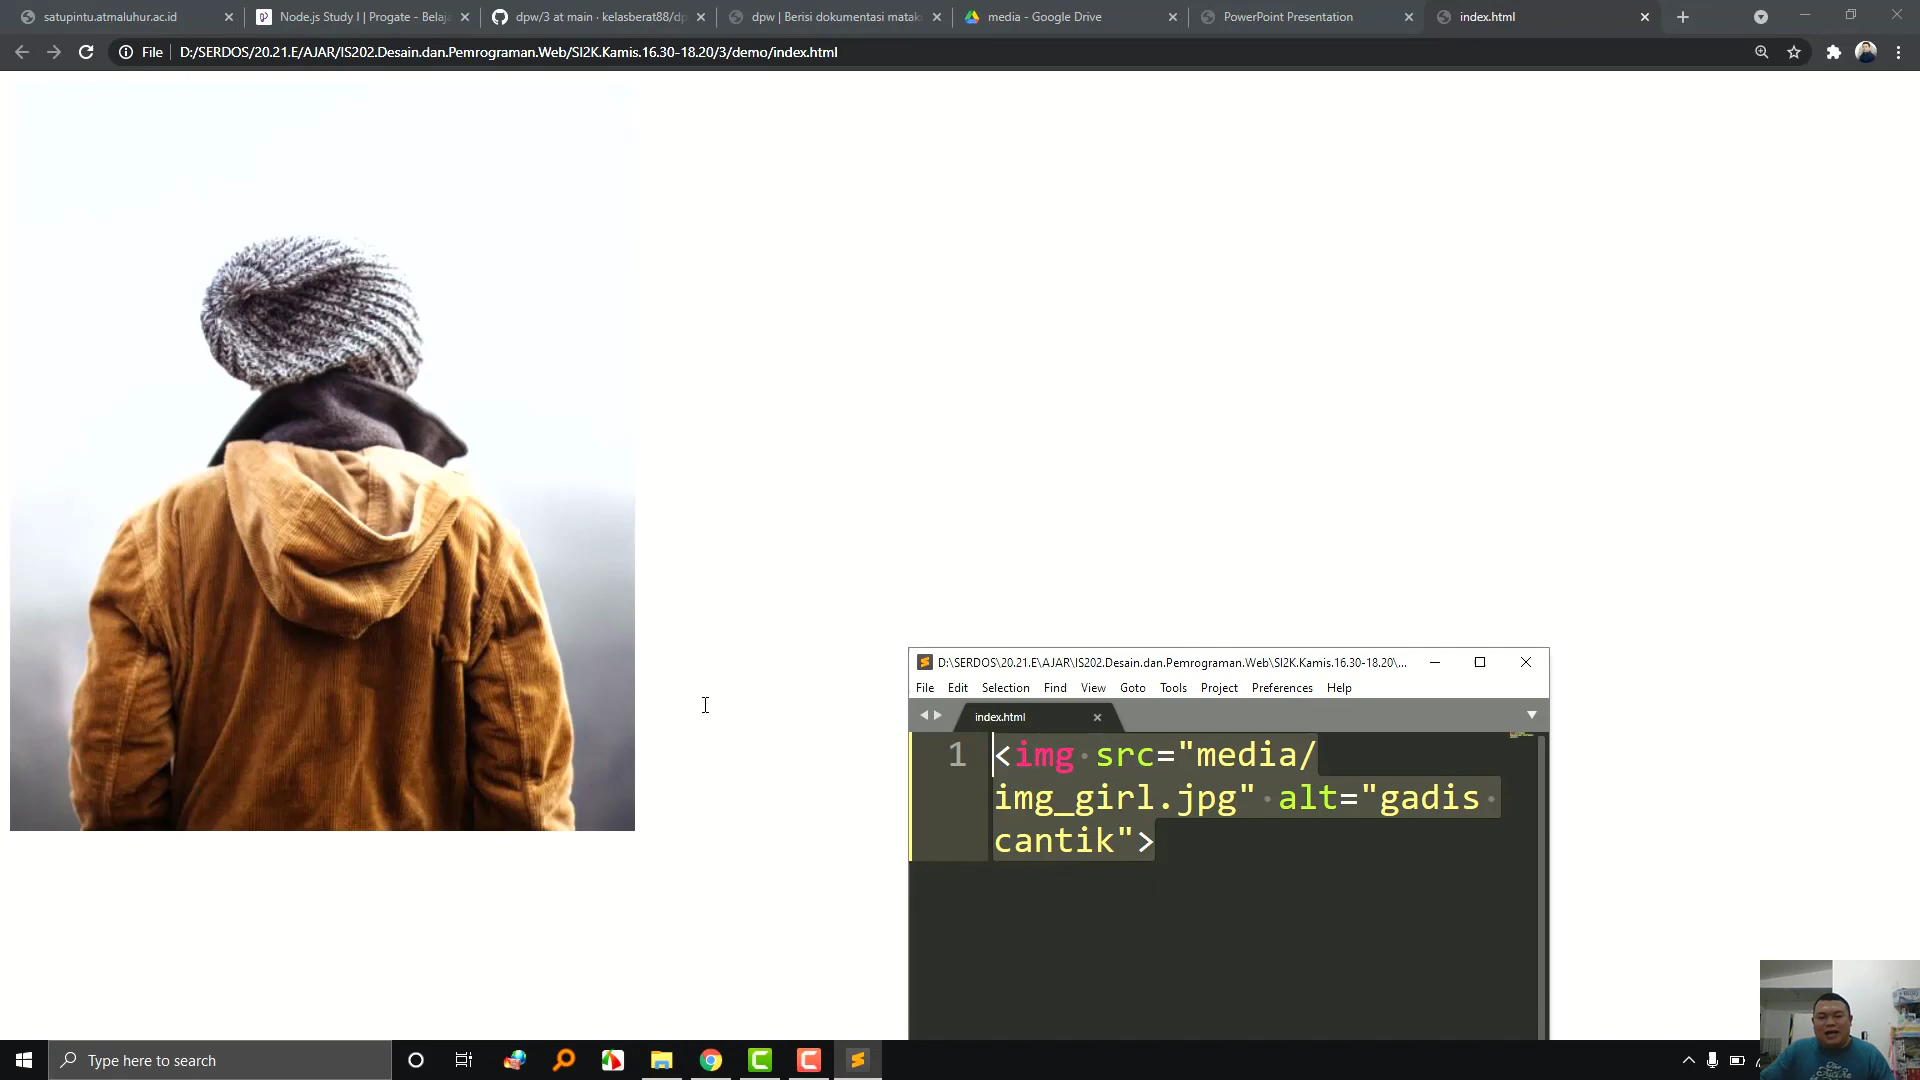 satupintu.atmaluhur.ac.id
Node.js Study I | Progate - Belaja
dpw/3 at main · kelasberat88/dp
dpw | Berisi dokumentasi mataku
media - Google Drive
PowerPoint Presentation
index.html
File
D:/SERDOS/20.21.E/AJAR/IS202.Desain.dan.Pemrograman.Web/SI2K.Kamis.16.30-18.20/3/demo/index.html
D:\SERDOS\20.21.E\AJAR\IS202.Desain.dan.Pemrograman.Web\SI2K.Kamis.16.30-18.20\...
File Edit Selection Find View Goto Tools Project Preferences Help
index.html
1 <img src="media/
img_girl.jpg" alt="gadis
cantik">
Type here to search